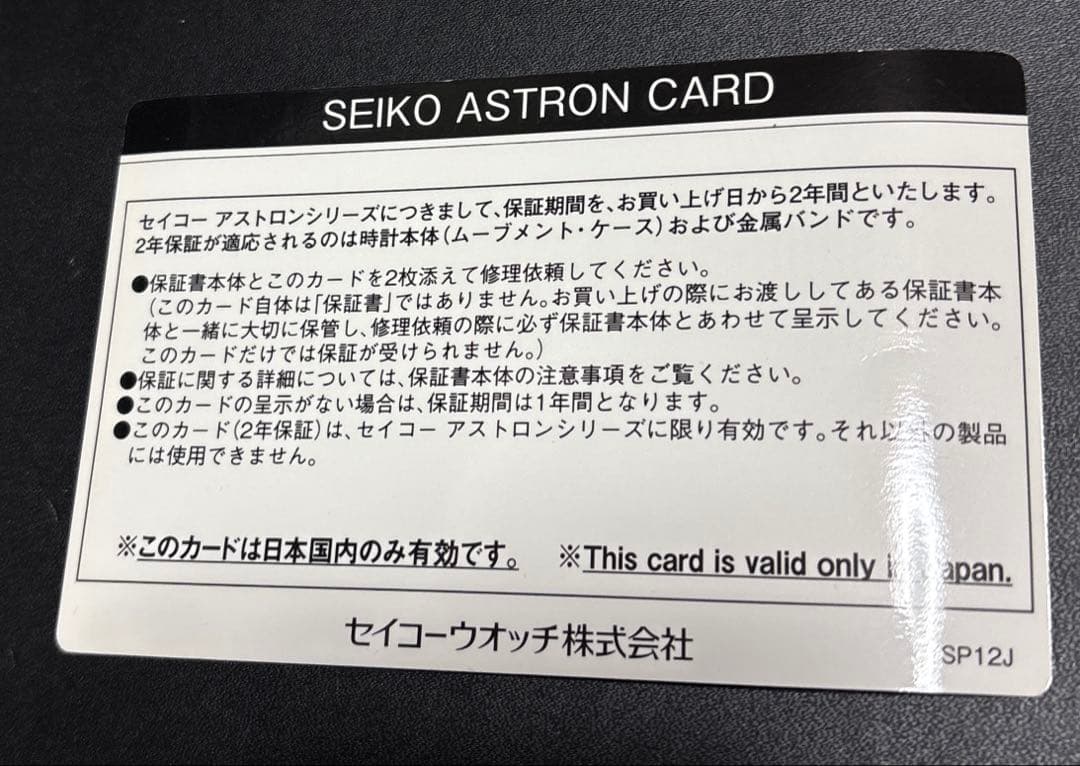 SEIKO ASTRON CARD
セイコー アストロンシリーズにつきまして、保証期間を、お買い上げ日から2年間といたします。
2年保証が適応されるのは時計本体(ムーブメント・ケース)および金属バンドです。
●保証書本体とこのカードを2枚添えて修理依頼してください。
(このカード自体は「保証書」ではありません。お買い上げの際にお渡ししてある保証書本
体と一緒に大切に保管し、修理依頼の際に必ず保証書本体とあわせて呈示してください。
このカードだけでは保証が受けられません。)
●保証に関する詳細については、保証書本体の注意事項をご覧ください。
●このカードの呈示がない場合は、保証期間は1年間となります。
●このカード(2年保証)は、セイコー アストロンシリーズに限り有効です。それ以外の製品
には使用できません。
※このカードは日本国内のみ有効です。 ※This card is valid only in Japan.
セイコーウオッチ株式会社
SP12J